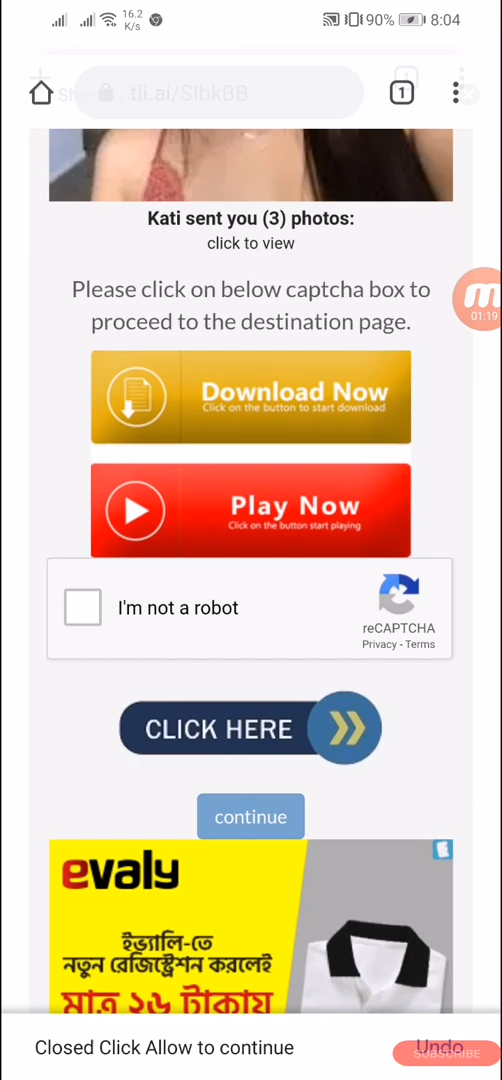 16.2
K/s
90%
8:04
tii.ai/SIbkBB
1
Kati sent you (3) photos:
click to view
Please click on below captcha box to
proceed to the destination page.
01:19
Download Now
Click on the button to start download
Play Now
Click on the button start playing
I'm not a robot
reCAPTCHA
Privacy - Terms
CLICK HERE
continue
evaly
ইভ্যালি-তে
নতুন রেজিস্ট্রেশন করলেই
মাত্র ২৬ টাকায়
Closed Click Allow to continue
Undo
SUBSCRIBE